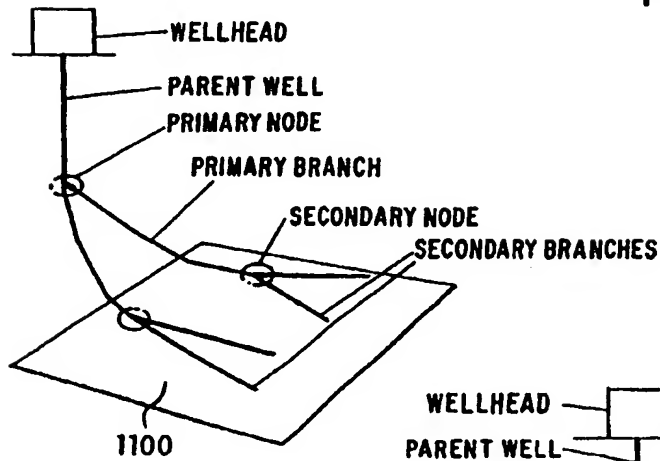 WELLHEAD
PARENT WELL
PRIMARY NODE
PRIMARY BRANCH
SECONDARY NODE
SECONDARY BRANCHES
1100
WELLHEAD
PARENT WELL